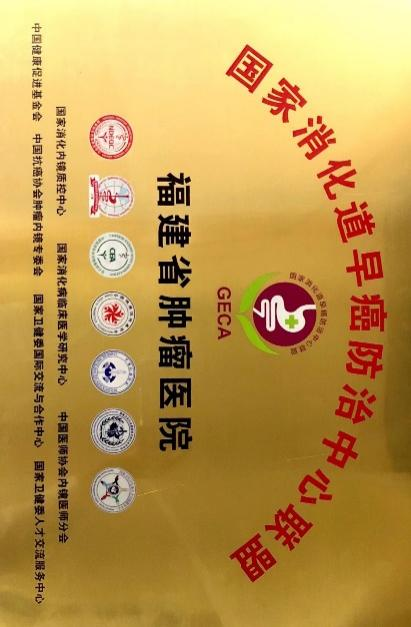 国家消化道早癌防治中心联盟
GECA
福建省肿瘤医院
国家消化内镜质控中心 国家消化病临床医学研究中心 中国医师协会内镜医师分会
中国健康促进基金会 中国抗癌协会肿瘤内镜专委会 国家卫健委国际交流与合作中心 国家卫健委人才交流服务中心